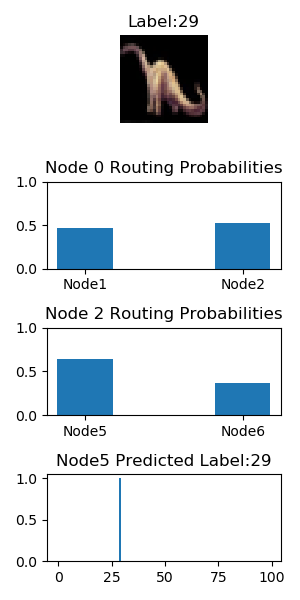 Label:29
Node 0 Routing Probabilities
1.0
0.5
0.0
Node1 Node2
Node 2 Routing Probabilities
1.0
0.5
0.0
Node5 Node6
Node5 Predicted Label:29
1.0
0.5
0.0
0 25 50 75 100